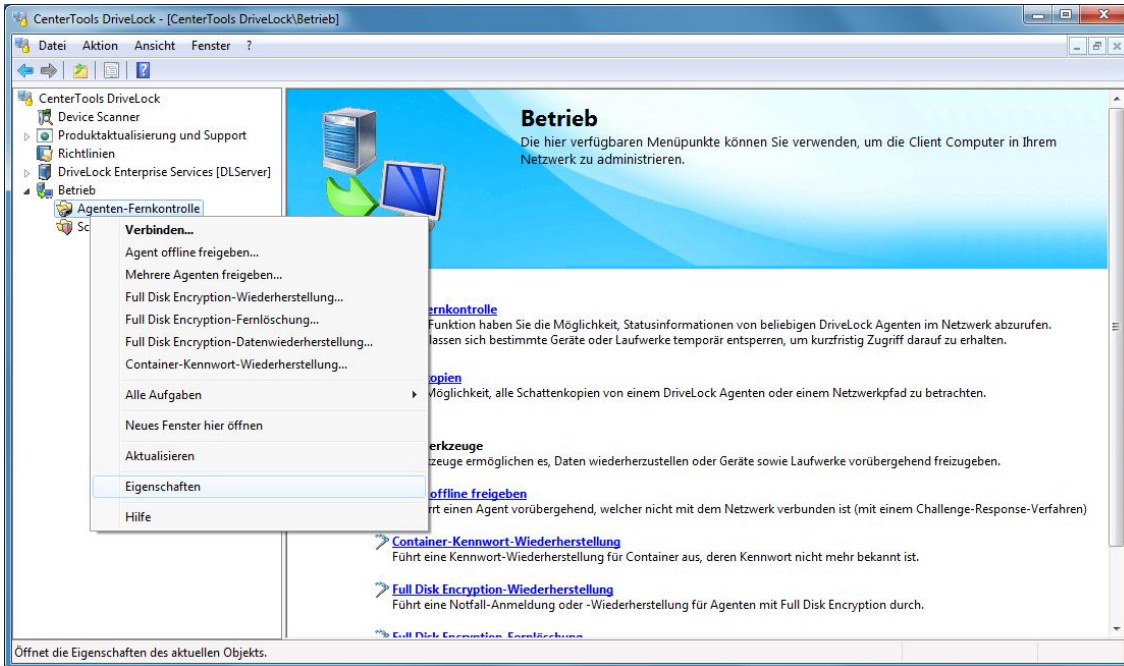 CenterTools DriveLock - [CenterTools DriveLock\Betrieb]
Datei Aktion Ansicht Fenster ?
CenterTools DriveLock
Device Scanner
Produktaktualisierung und Support
Richtlinien
DriveLock Enterprise Services [DLServer]
Betrieb
Agenten-Fernkontrolle
Sc
Verbinden...
Agent offline freigeben...
Mehrere Agenten freigeben...
Full Disk Encryption-Wiederherstellung...
Full Disk Encryption-Fernlöschung...
Full Disk Encryption-Datenwiederherstellung...
Container-Kennwort-Wiederherstellung...
Alle Aufgaben
Neues Fenster hier öffnen
Aktualisieren
Eigenschaften
Hilfe
Betrieb
Die hier verfügbaren Menüpunkte können Sie verwenden, um die Client Computer in Ihrem
Netzwerk zu administrieren.
ernkontrolle
Funktion haben Sie die Möglichkeit, Statusinformationen von beliebigen DriveLock Agenten im Netzwerk abzurufen.
lassen sich bestimmte Geräte oder Laufwerke temporär entsperren, um kurzfristig Zugriff darauf zu erhalten.
opien
Möglichkeit, alle Schattenkopien von einem DriveLock Agenten oder einem Netzwerkpfad zu betrachten.
erkzeuge
zeuge ermöglichen es, Daten wiederherzustellen oder Geräte sowie Laufwerke vorübergehend freizugeben.
offline freigeben
rrt einen Agent vorübergehend, welcher nicht mit dem Netzwerk verbunden ist (mit einem Challenge-Response-Verfahren)
Container-Kennwort-Wiederherstellung
Führt eine Kennwort-Wiederherstellung für Container aus, deren Kennwort nicht mehr bekannt ist.
Full Disk Encryption-Wiederherstellung
Führt eine Notfall-Anmeldung oder -Wiederherstellung für Agenten mit Full Disk Encryption durch.
Full Disk Encryption-Fernlöschung
Öffnet die Eigenschaften des aktuellen Objekts.